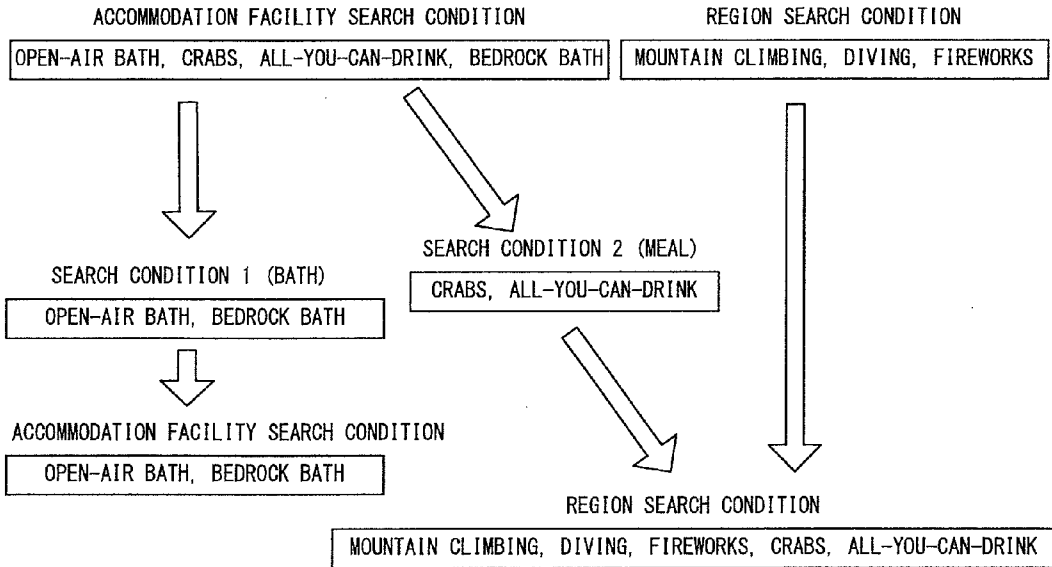 ACCOMMODATION FACILITY SEARCH CONDITION
REGION SEARCH CONDITION
OPEN-AIR BATH, CRABS, ALL-YOU-CAN-DRINK, BEDROCK BATH
MOUNTAIN CLIMBING, DIVING, FIREWORKS
SEARCH CONDITION 2 (MEAL)
CRABS, ALL-YOU-CAN-DRINK
SEARCH CONDITION 1 (BATH)
OPEN-AIR BATH, BEDROCK BATH
ACCOMMODATION FACILITY SEARCH CONDITION
OPEN-AIR BATH, BEDROCK BATH
REGION SEARCH CONDITION
MOUNTAIN CLIMBING, DIVING, FIREWORKS, CRABS, ALL-YOU-CAN-DRINK